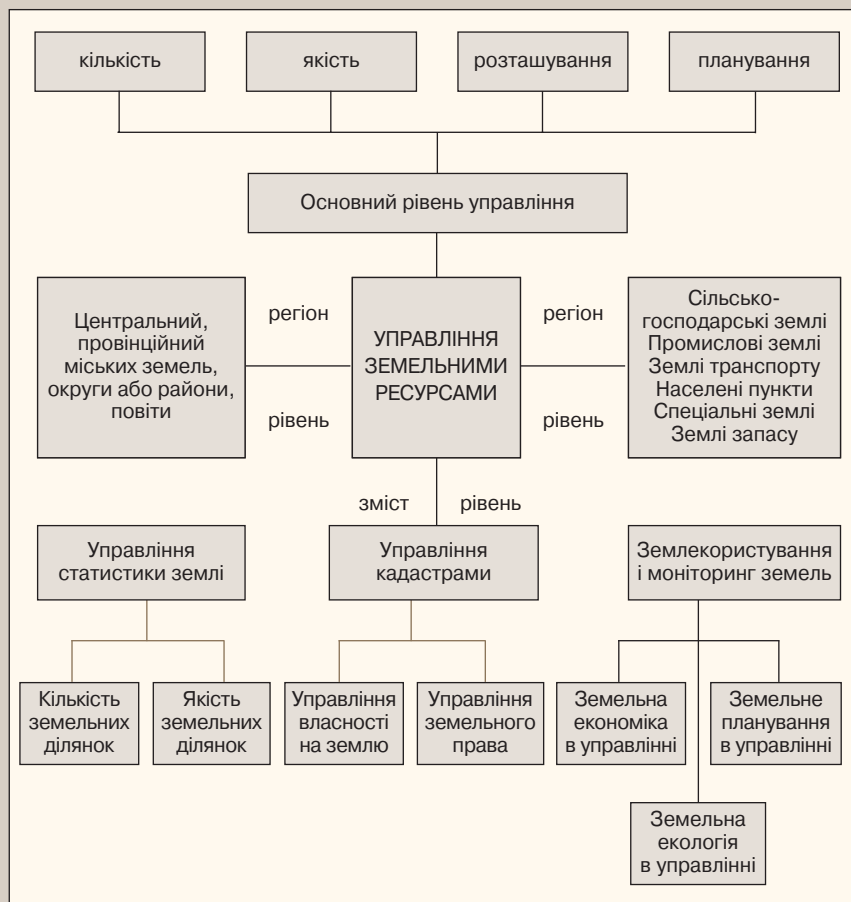 кількість
якість
розташування
планування
Основний рівень управління
Центральний,
провінційний
міських земель,
округи або райони,
повіти
регіон
рівень
УПРАВЛІННЯ
ЗЕМЕЛЬНИМИ
РЕСУРСАМИ
регіон
рівень
Сільсько-
господарські землі
Промислові землі
Землі транспорту
Населені пункти
Спеціальні землі
Землі запасу
зміст
рівень
Управління
статистики землі
Управління
кадастрами
Землекористування
і моніторинг земель
Кількість
земельних
ділянок
Якість
земельних
ділянок
Управління
власності
на землю
Управління
земельного
права
Земельна
економіка
в управлінні
Земельне
планування
в управлінні
Земельна
екологія
в управлінні